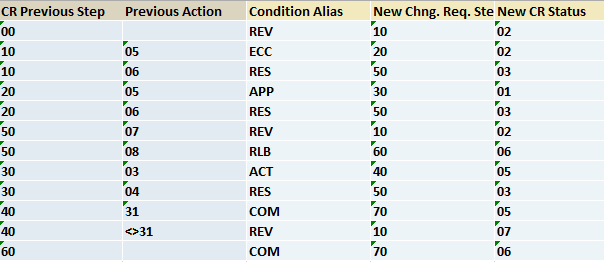 CR Previous Step Previous Action Condition Alias New Chng. Req. Ste New CR Status
00 REV 10 02
10 05 ECC 20 02
10 06 RES 50 03
20 05 APP 30 01
20 06 RES 50 03
50 07 REV 10 02
50 08 RLB 60 06
30 03 ACT 40 05
30 04 RES 50 03
40 31 COM 70 05
40 <>31 REV 10 07
60 COM 70 06